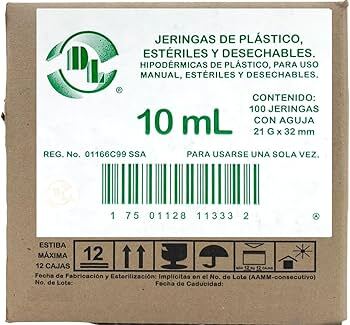 JERINGAS DE PLÁSTICO,
ESTÉRILES Y DESECHABLES.
HIPODÉRMICAS DE PLÁSTICO, PARA USO
MANUAL, ESTÉRILES Y DESECHABLES.
DL
®
CONTENIDO:
100 JERINGAS
CON AGUJA
21 G x 32 mm
10 mL
REG. No. 01166C99 SSA
PARA USARSE UNA SOLA VEZ.
1 75 01128 11333 2
ESTIBA
MÁXIMA
12 CAJAS
12
Fecha de Fabricación y Esterilización: Implícitas en el No. de Lote (AAMM-consecutivo)
No. de Lote:
Fecha de Caducidad: